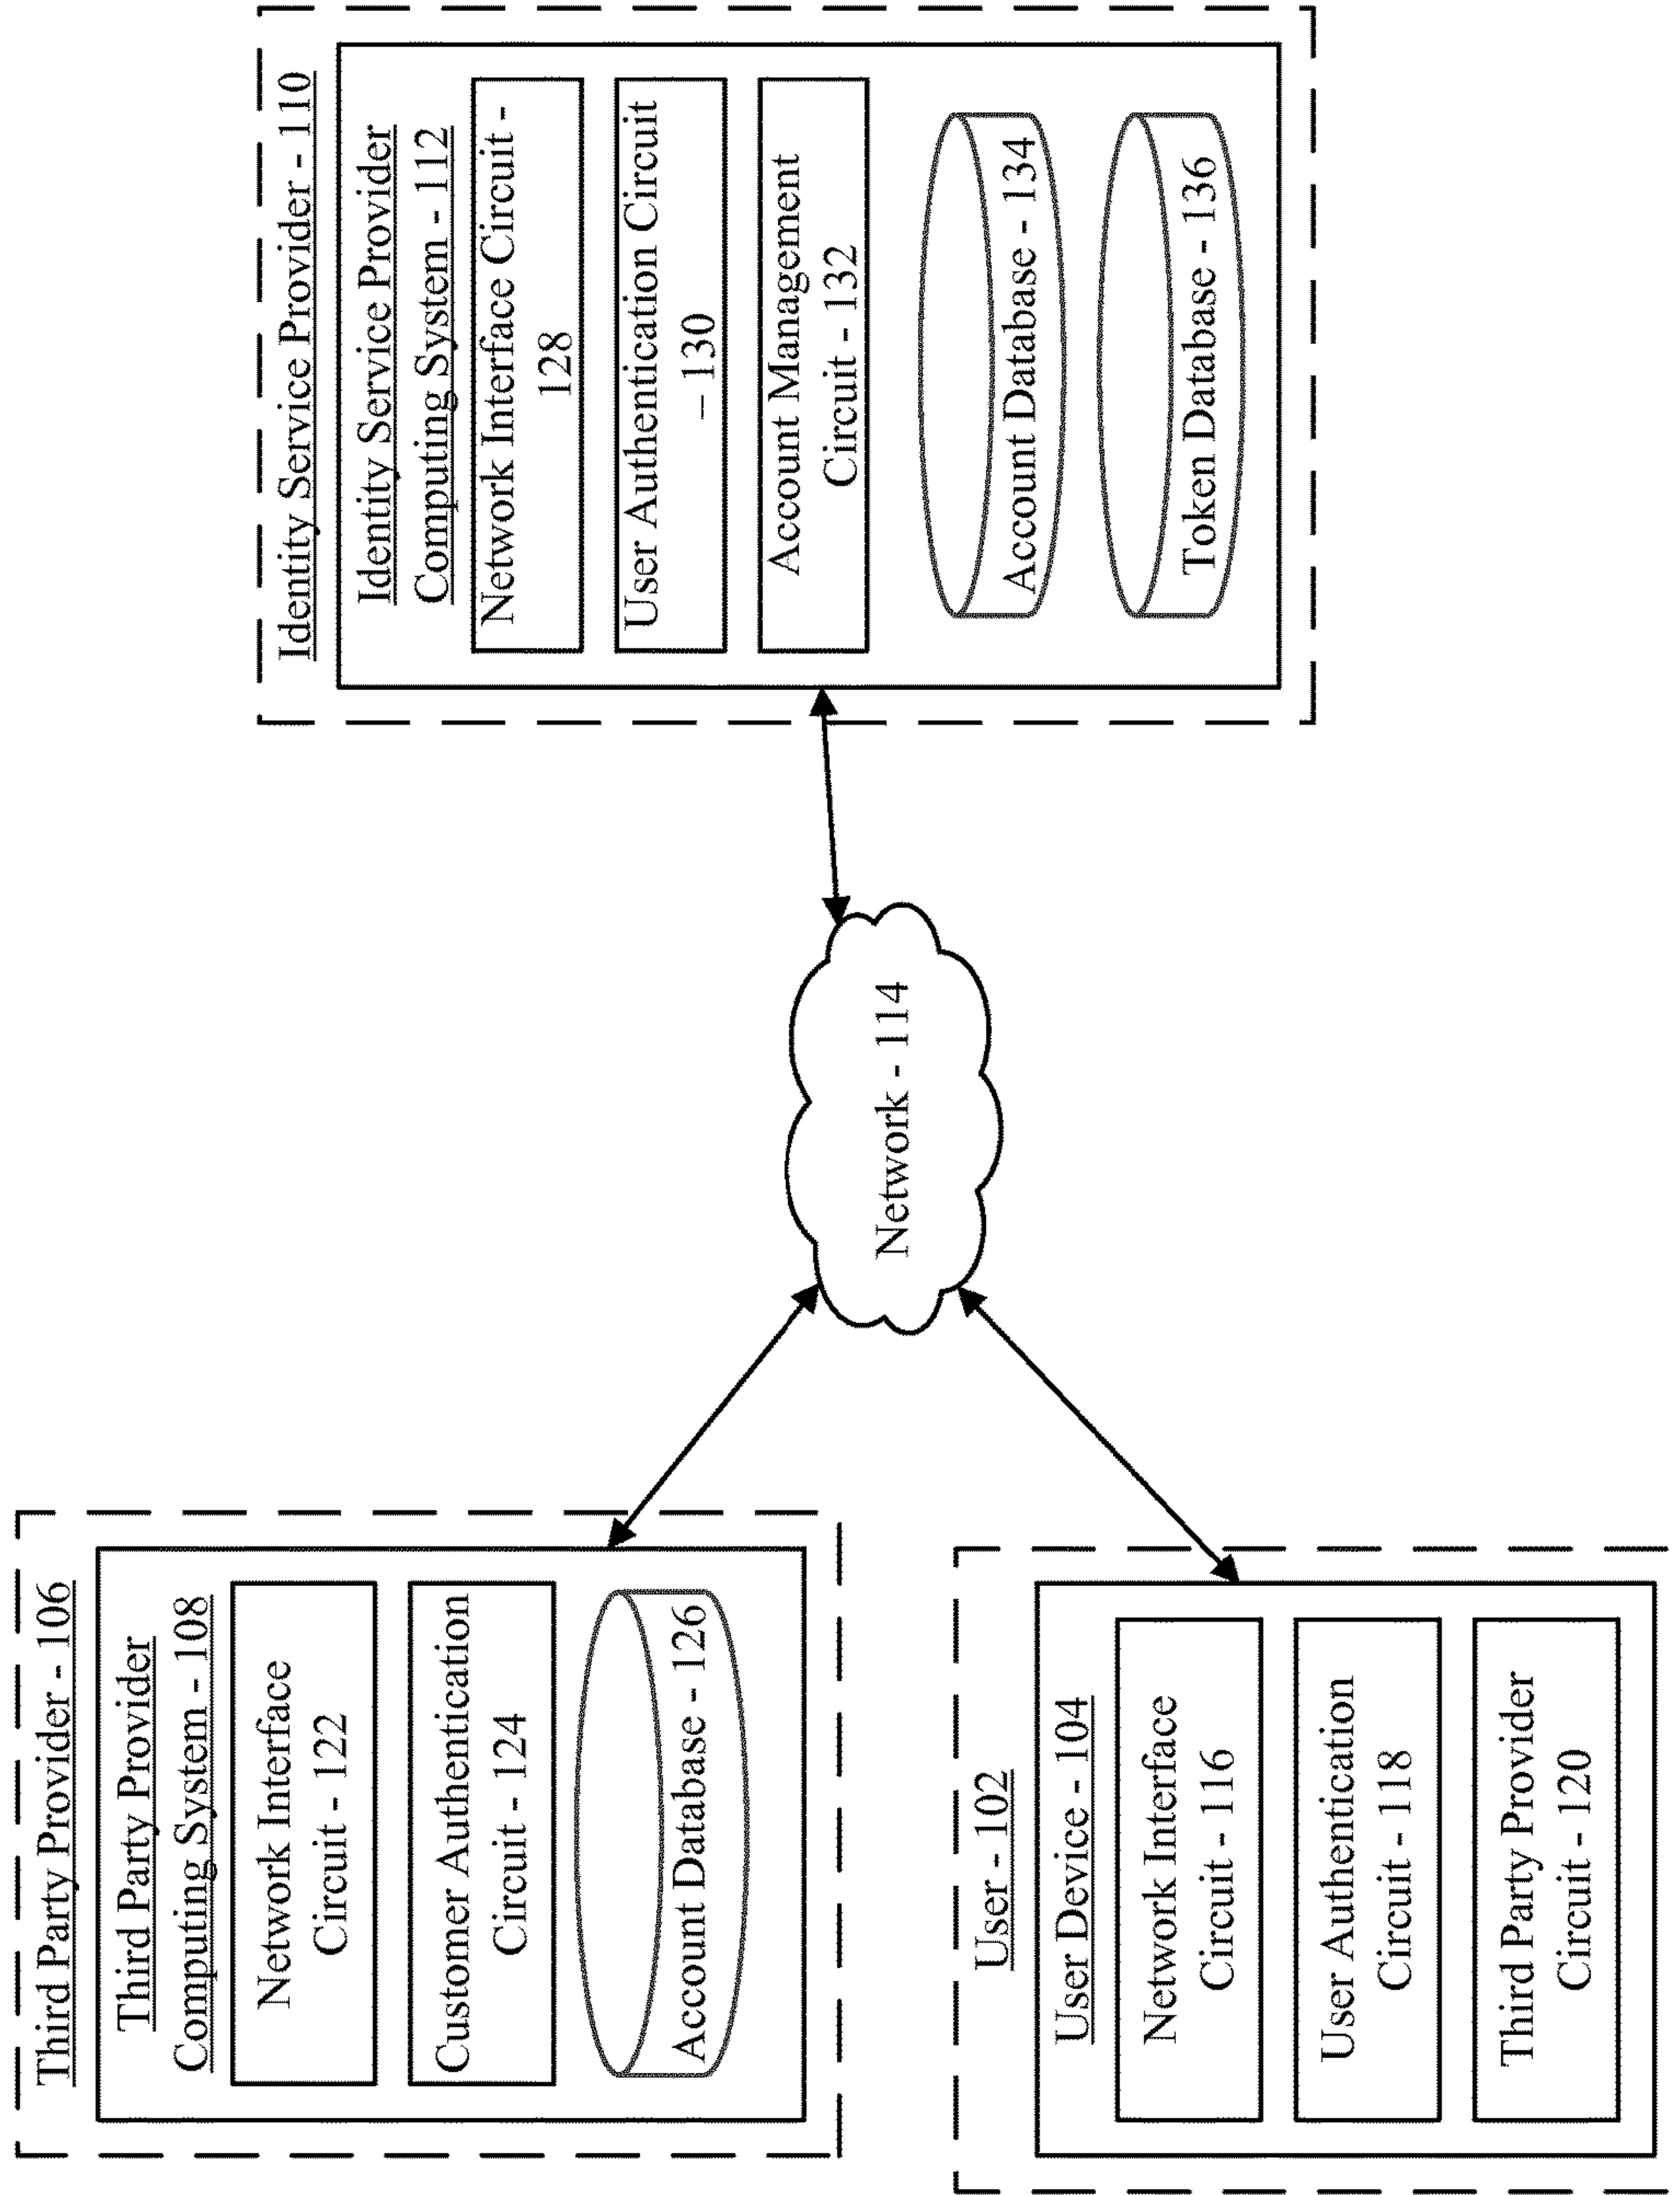 Third Party Provider - 106
Third Party Provider
Computing System - 108
Network Interface
Circuit - 122
Customer Authentication
Circuit - 124
Account Database - 126
User - 102
User Device - 104
Network Interface
Circuit - 116
User Authentication
Circuit - 118
Third Party Provider
Circuit - 120
Network - 114
Identity Service Provider - 110
Identity Service Provider
Computing System - 112
Network Interface Circuit -
128
User Authentication Circuit
– 130
Account Management
Circuit - 132
Account Database - 134
Token Database - 136